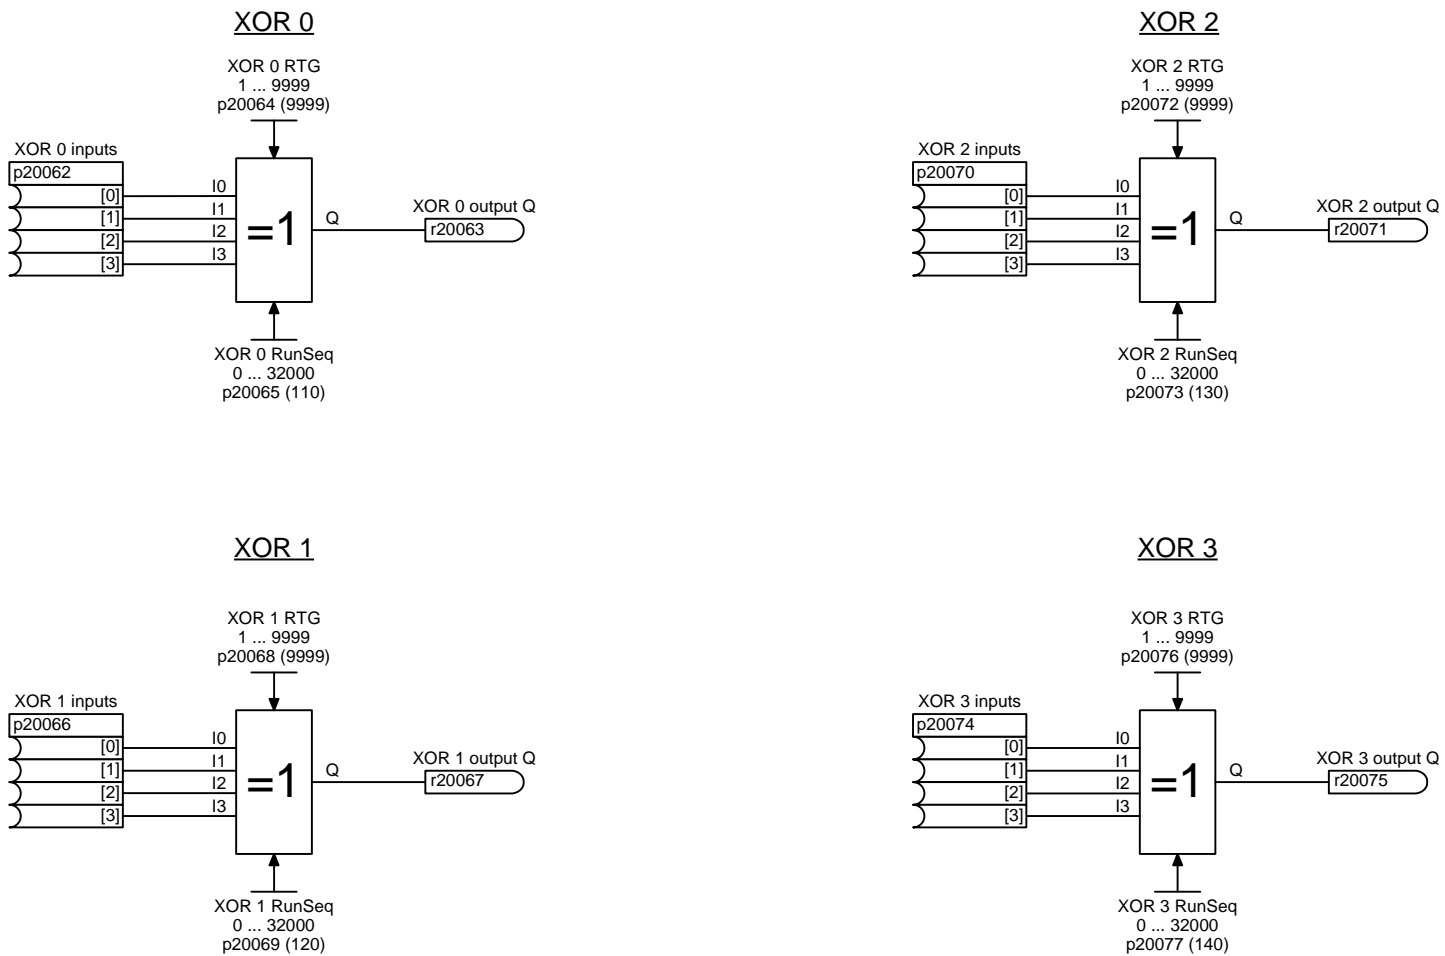 XOR 0
XOR 0 RTG
1 ... 9999
p20064 (9999)
XOR 0 inputs
p20062
[0]
[1]
[2]
[3]
I0
I1
I2
I3
=1
Q
XOR 0 output Q
r20063
XOR 0 RunSeq
0 ... 32000
p20065 (110)
XOR 2
XOR 2 RTG
1 ... 9999
p20072 (9999)
XOR 2 inputs
p20070
[0]
[1]
[2]
[3]
I0
I1
I2
I3
=1
Q
XOR 2 output Q
r20071
XOR 2 RunSeq
0 ... 32000
p20073 (130)
XOR 1
XOR 1 RTG
1 ... 9999
p20068 (9999)
XOR 1 inputs
p20066
[0]
[1]
[2]
[3]
I0
I1
I2
I3
=1
Q
XOR 1 output Q
r20067
XOR 1 RunSeq
0 ... 32000
p20069 (120)
XOR 3
XOR 3 RTG
1 ... 9999
p20076 (9999)
XOR 3 inputs
p20074
[0]
[1]
[2]
[3]
I0
I1
I2
I3
=1
Q
XOR 3 output Q
r20075
XOR 3 RunSeq
0 ... 32000
p20077 (140)